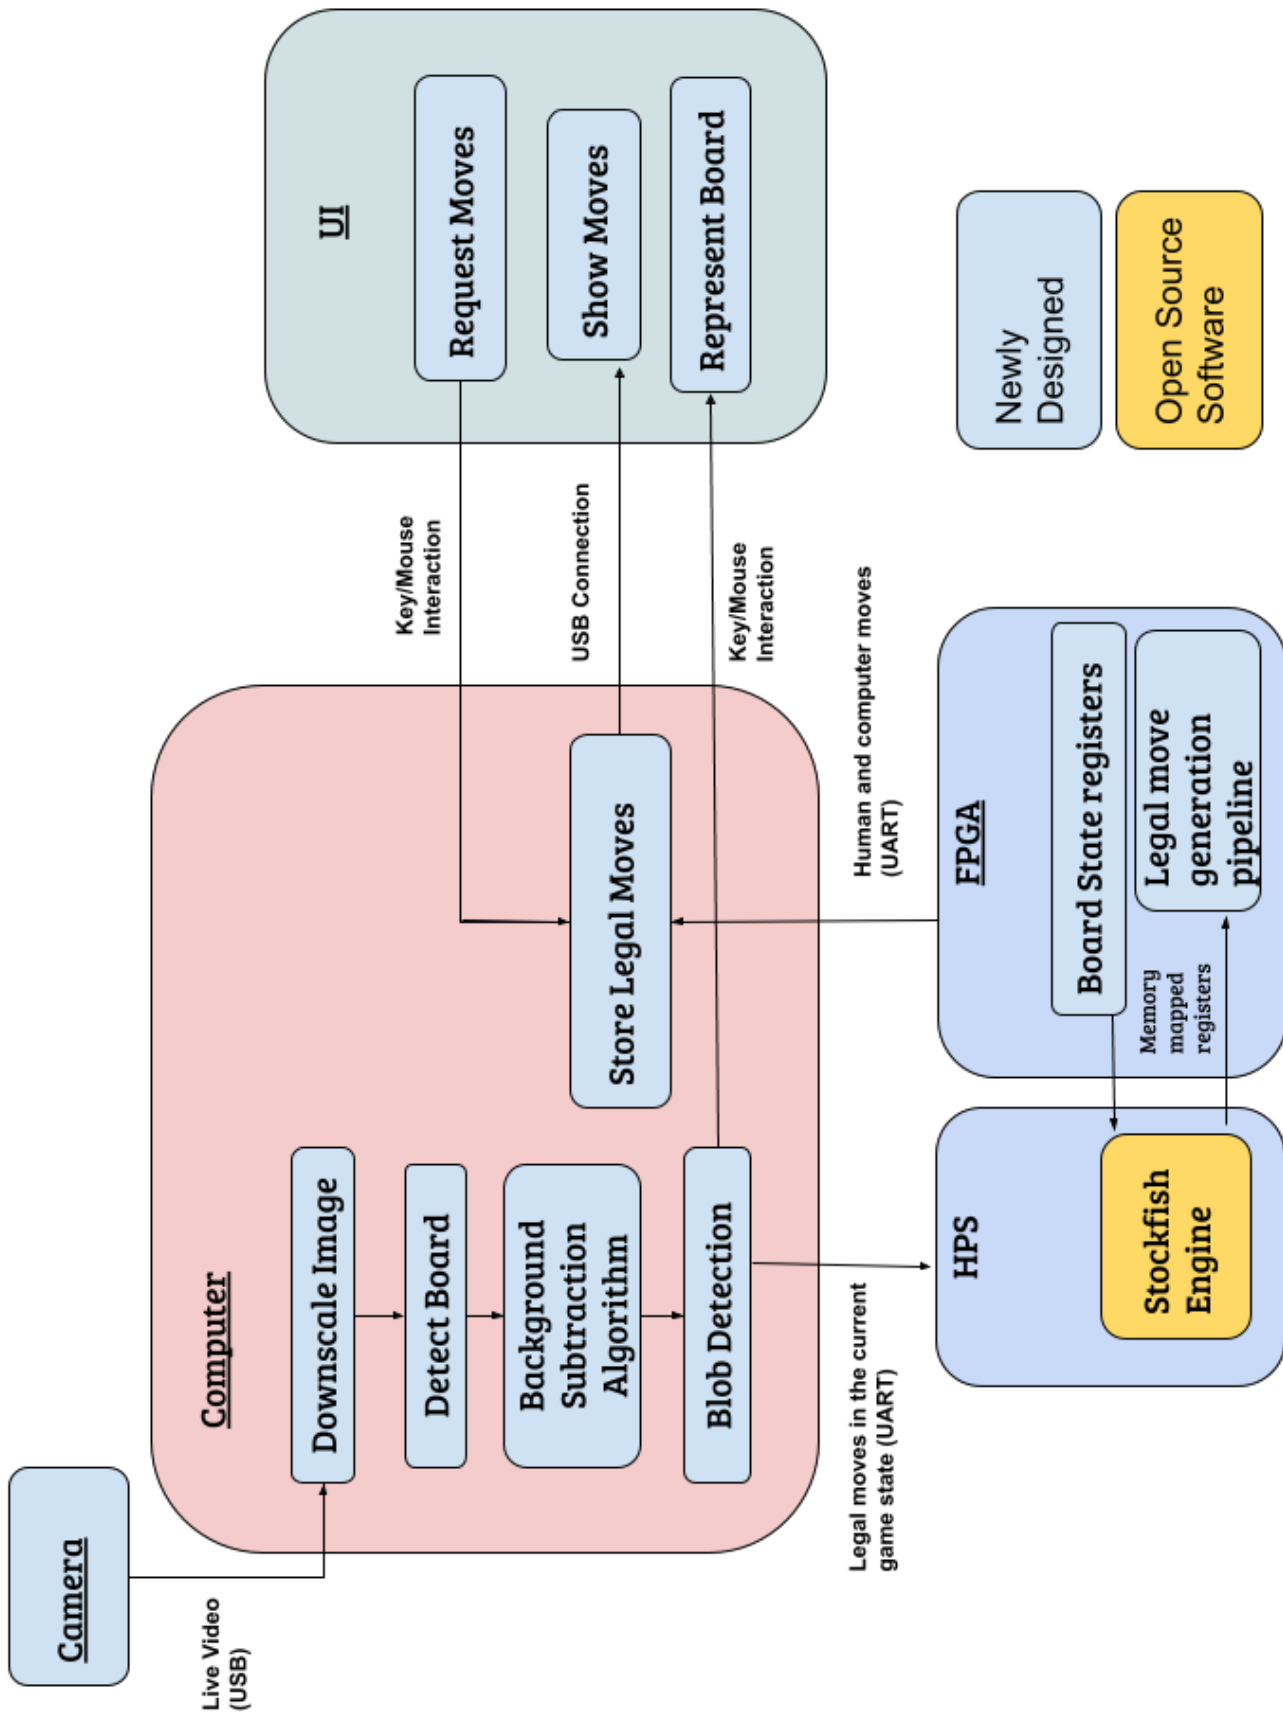 Camera
Live Video
(USB)
Computer
Downscale Image
Detect Board
Background
Subtraction
Algorithm
Blob Detection
Store Legal Moves
Key/Mouse
Interaction
USB Connection
Key/Mouse
Interaction
UI
Request Moves
Show Moves
Represent Board
Legal moves in the current
game state (UART)
Human and computer moves
(UART)
HPS
Stockfish
Engine
FPGA
Board State registers
Memory
mapped
registers
Legal move
generation
pipeline
Newly
Designed
Open Source
Software